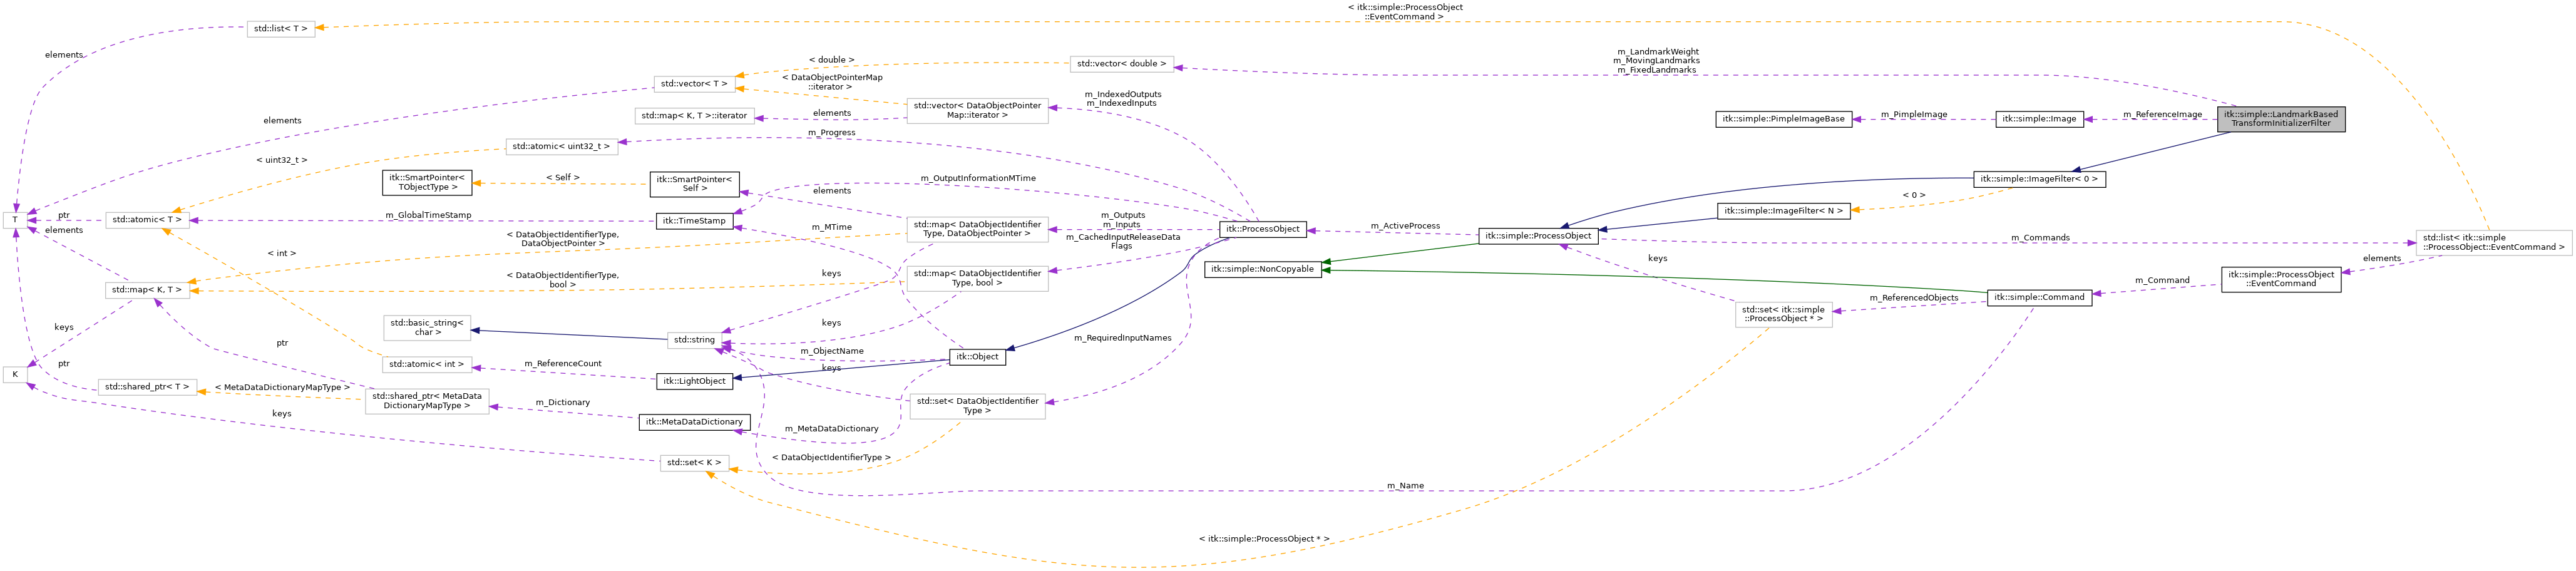 < itk::simple::ProcessObject
::EventCommand >
std::list< T >
elements
m_LandmarkWeight
m_MovingLandmarks
m_FixedLandmarks
< double >
std::vector< double >
< DataObjectPointerMap
::iterator >
std::vector< T >
m_IndexedOutputs
m_IndexedInputs
std::vector< DataObjectPointer
Map::iterator >
std::map< K, T >::iterator
elements
elements
itk::simple::PimpleImageBase
m_PimpleImage
itk::simple::Image
m_ReferenceImage
itk::simple::LandmarkBased
TransformInitializerFilter
m_Progress
std::atomic< uint32_t >
< uint32_t >
itk::SmartPointer<
TObjectType >
< Self >
itk::SmartPointer<
Self >
elements
m_OutputInformationMTime
itk::simple::ImageFilter< 0 >
< 0 >
itk::simple::ImageFilter< N >
T
ptr
std::atomic< T >
m_GlobalTimeStamp
itk::TimeStamp
std::map< DataObjectIdentifier
Type, DataObjectPointer >
m_Outputs
m_Inputs
itk::ProcessObject
m_ActiveProcess
itk::simple::ProcessObject
m_Commands
std::list< itk::simple
::ProcessObject::EventCommand >
elements
< DataObjectIdentifierType,
DataObjectPointer >
m_MTime
m_CachedInputReleaseData
Flags
< int >
keys
elements
itk::simple::NonCopyable
keys
itk::simple::ProcessObject
::EventCommand
m_Command
itk::simple::Command
m_ReferencedObjects
std::set< itk::simple
::ProcessObject * >
std::map< K, T >
< DataObjectIdentifierType,
bool >
std::map< DataObjectIdentifier
Type, bool >
keys
keys
std::basic_string<
char >
std::string
m_RequiredInputNames
ptr
m_ObjectName
itk::Object
ptr
std::atomic< int >
m_ReferenceCount
itk::LightObject
keys
K
std::shared_ptr< T >
< MetaDataDictionaryMapType >
std::shared_ptr< MetaData
DictionaryMapType >
m_Dictionary
itk::MetaDataDictionary
m_MetaDataDictionary
std::set< DataObjectIdentifier
Type >
keys
< DataObjectIdentifierType >
std::set< K >
m_Name
< itk::simple::ProcessObject * >